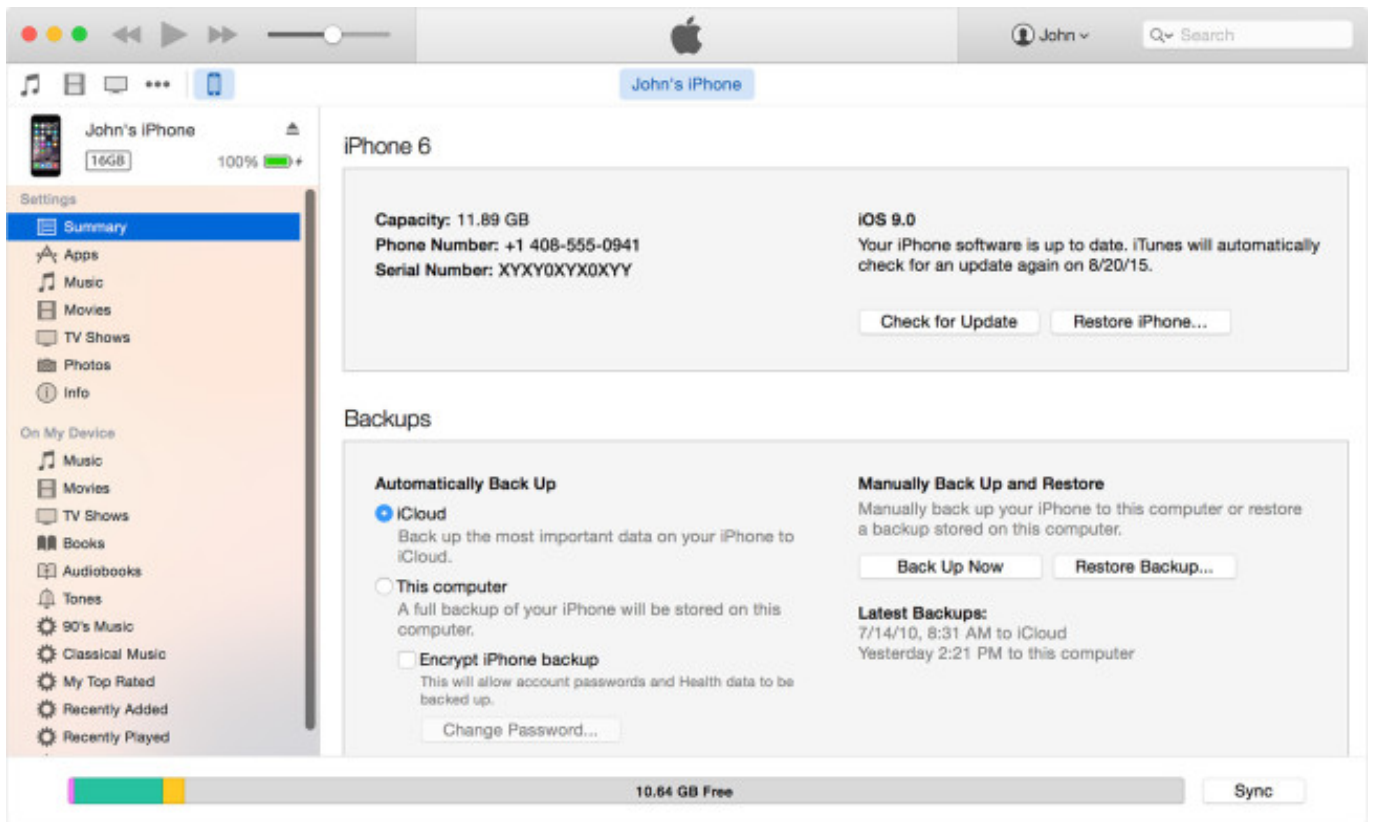 John
Search
John's iPhone
John's iPhone
16GB
100%
Settings
Summary
Apps
Music
Movies
TV Shows
Photos
Info
On My Device
Music
Movies
TV Shows
Books
Audiobooks
Tones
90's Music
Classical Music
My Top Rated
Recently Added
Recently Played
iPhone 6
Capacity: 11.89 GB
Phone Number: +1 408-555-0941
Serial Number: XYXY0XYX0XYY
iOS 9.0
Your iPhone software is up to date. iTunes will automatically
check for an update again on 8/20/15.
Check for Update
Restore iPhone...
Backups
Automatically Back Up
iCloud
Back up the most important data on your iPhone to
iCloud.
This computer
A full backup of your iPhone will be stored on this
computer.
Encrypt iPhone backup
This will allow account passwords and Health data to be
backed up.
Change Password...
Manually Back Up and Restore
Manually back up your iPhone to this computer or restore
a backup stored on this computer.
Back Up Now
Restore Backup...
Latest Backups:
7/14/10, 8:31 AM to iCloud
Yesterday 2:21 PM to this computer
10.64 GB Free
Sync